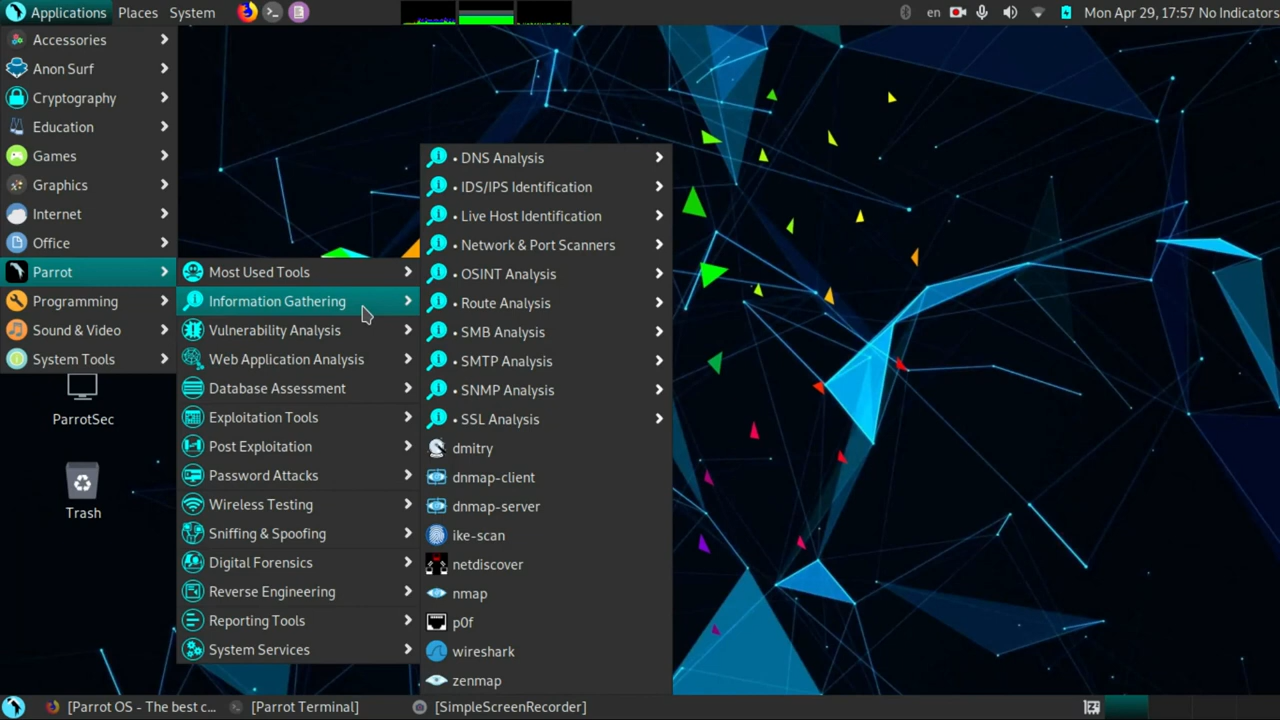 Applications Places System
en Mon Apr 29, 17:57 No Indicators
Accessories
Anon Surf
Cryptography
Education
Games
Graphics
Internet
Office
Parrot
Programming
Sound & Video
System Tools
Most Used Tools
Information Gathering
Vulnerability Analysis
Web Application Analysis
Database Assessment
Exploitation Tools
Post Exploitation
Password Attacks
Wireless Testing
Sniffing & Spoofing
Digital Forensics
Reverse Engineering
Reporting Tools
System Services
• DNS Analysis
• IDS/IPS Identification
• Live Host Identification
• Network & Port Scanners
• OSINT Analysis
• Route Analysis
• SMB Analysis
• SMTP Analysis
• SNMP Analysis
• SSL Analysis
dmitry
dnmap-client
dnmap-server
ike-scan
netdiscover
nmap
p0f
wireshark
zenmap
ParrotSec
Trash
[Parrot OS - The best c... [Parrot Terminal] [SimpleScreenRecorder]